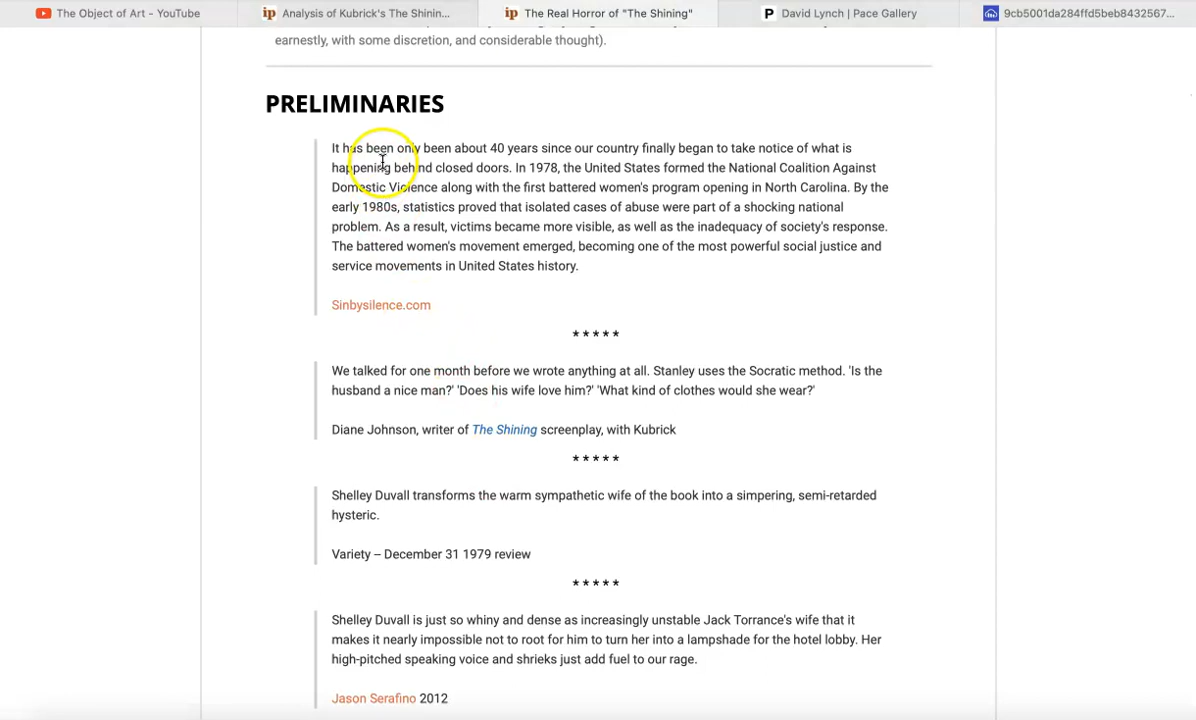 The Object of Art - YouTube
ip Analysis of Kubrick's The Shinin...
ip The Real Horror of "The Shining"
P David Lynch | Pace Gallery
9cb5001da284ffd5beb8432567...
earnestly, with some discretion, and considerable thought).
PRELIMINARIES
It has been only been about 40 years since our country finally began to take notice of what is
happening behind closed doors. In 1978, the United States formed the National Coalition Against
Domestic Violence along with the first battered women's program opening in North Carolina. By the
early 1980s, statistics proved that isolated cases of abuse were part of a shocking national
problem. As a result, victims became more visible, as well as the inadequacy of society's response.
The battered women's movement emerged, becoming one of the most powerful social justice and
service movements in United States history.
Sinbysilence.com
* * * * *
We talked for one month before we wrote anything at all. Stanley uses the Socratic method. 'Is the
husband a nice man?' 'Does his wife love him?' 'What kind of clothes would she wear?'
Diane Johnson, writer of The Shining screenplay, with Kubrick
* * * * *
Shelley Duvall transforms the warm sympathetic wife of the book into a simpering, semi-retarded
hysteric.
Variety – December 31 1979 review
* * * * *
Shelley Duvall is just so whiny and dense as increasingly unstable Jack Torrance's wife that it
makes it nearly impossible not to root for him to turn her into a lampshade for the hotel lobby. Her
high-pitched speaking voice and shrieks just add fuel to our rage.
Jason Serafino 2012